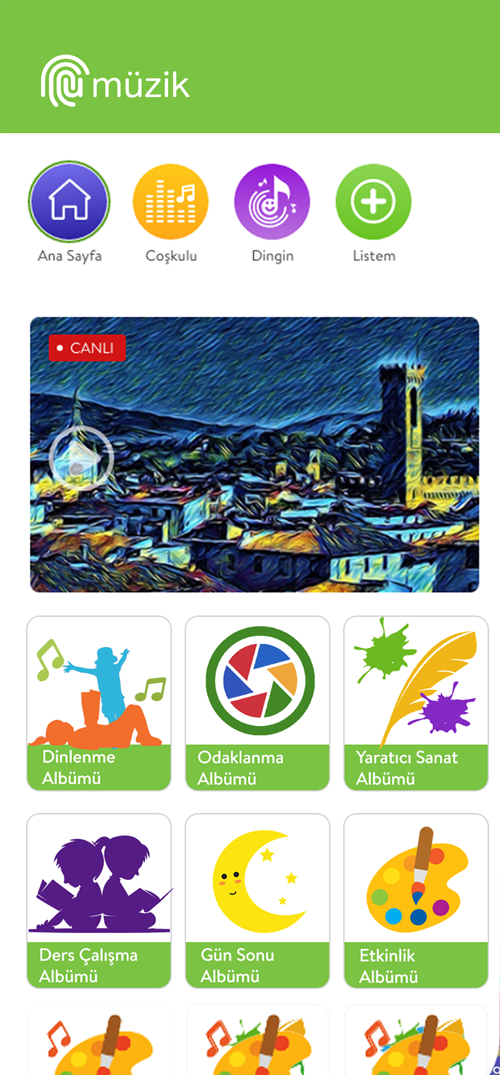 müzik
Ana Sayfa
Coşkulu
Dingin
Listem
CANLI
Dinlenme
Albümü
Odaklanma
Albümü
Yaratıcı Sanat
Albümü
Ders Çalışma
Albümü
Gün Sonu
Albümü
Etkinlik
Albümü